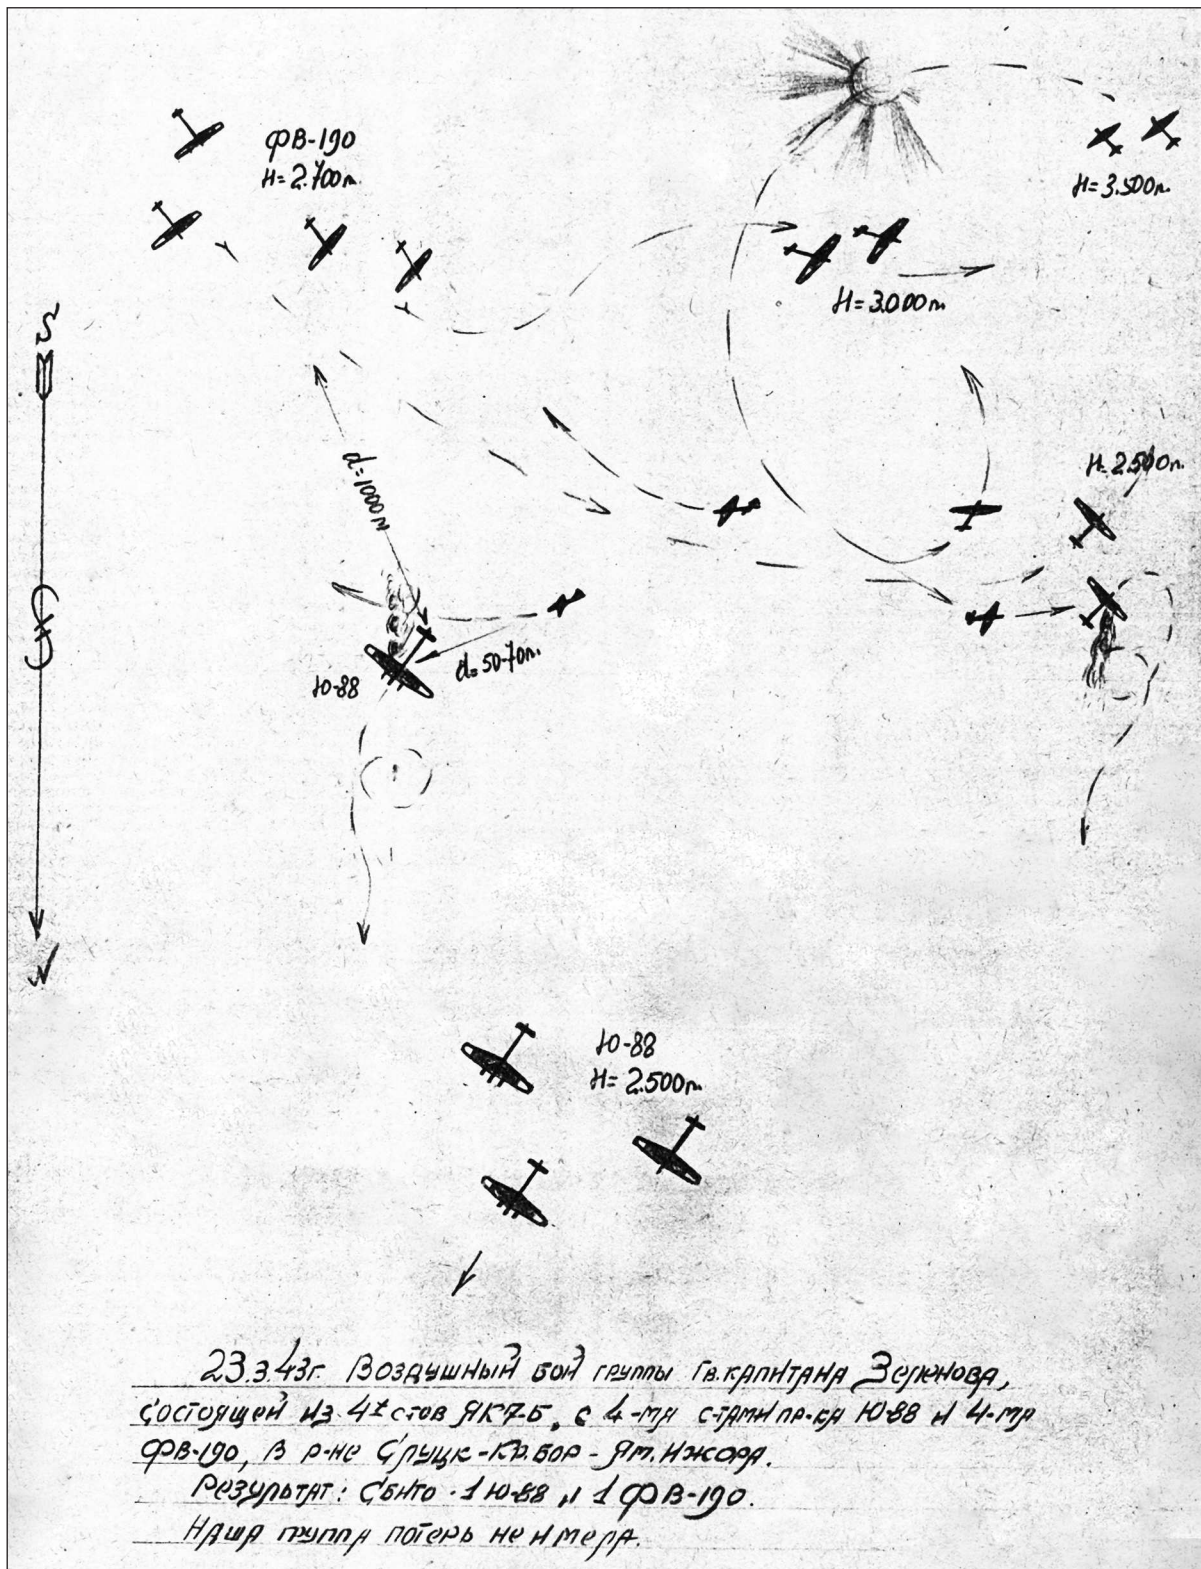 ФВ-190
Н=2.700м.
Н=3.500м.
Н=3.000м
Н=2.500м.
d=1000м
d=50-70м.
Ю-88
С
Ю-88
Н=2.500м.
23.3.43г. Воздушный бой группы Гв.капитана Зеленова,
состоящей из 4х с-тов ЯК7-Б, с 4-мя с-тами пр-ка Ю-88 и 4-мя
ФВ-190, в р-не Слуцк-Кр.Бор-Ям.Ижора.
Результат: Сбито-1 Ю-88 и 1 ФВ-190.
Наша группа потерь не имела.